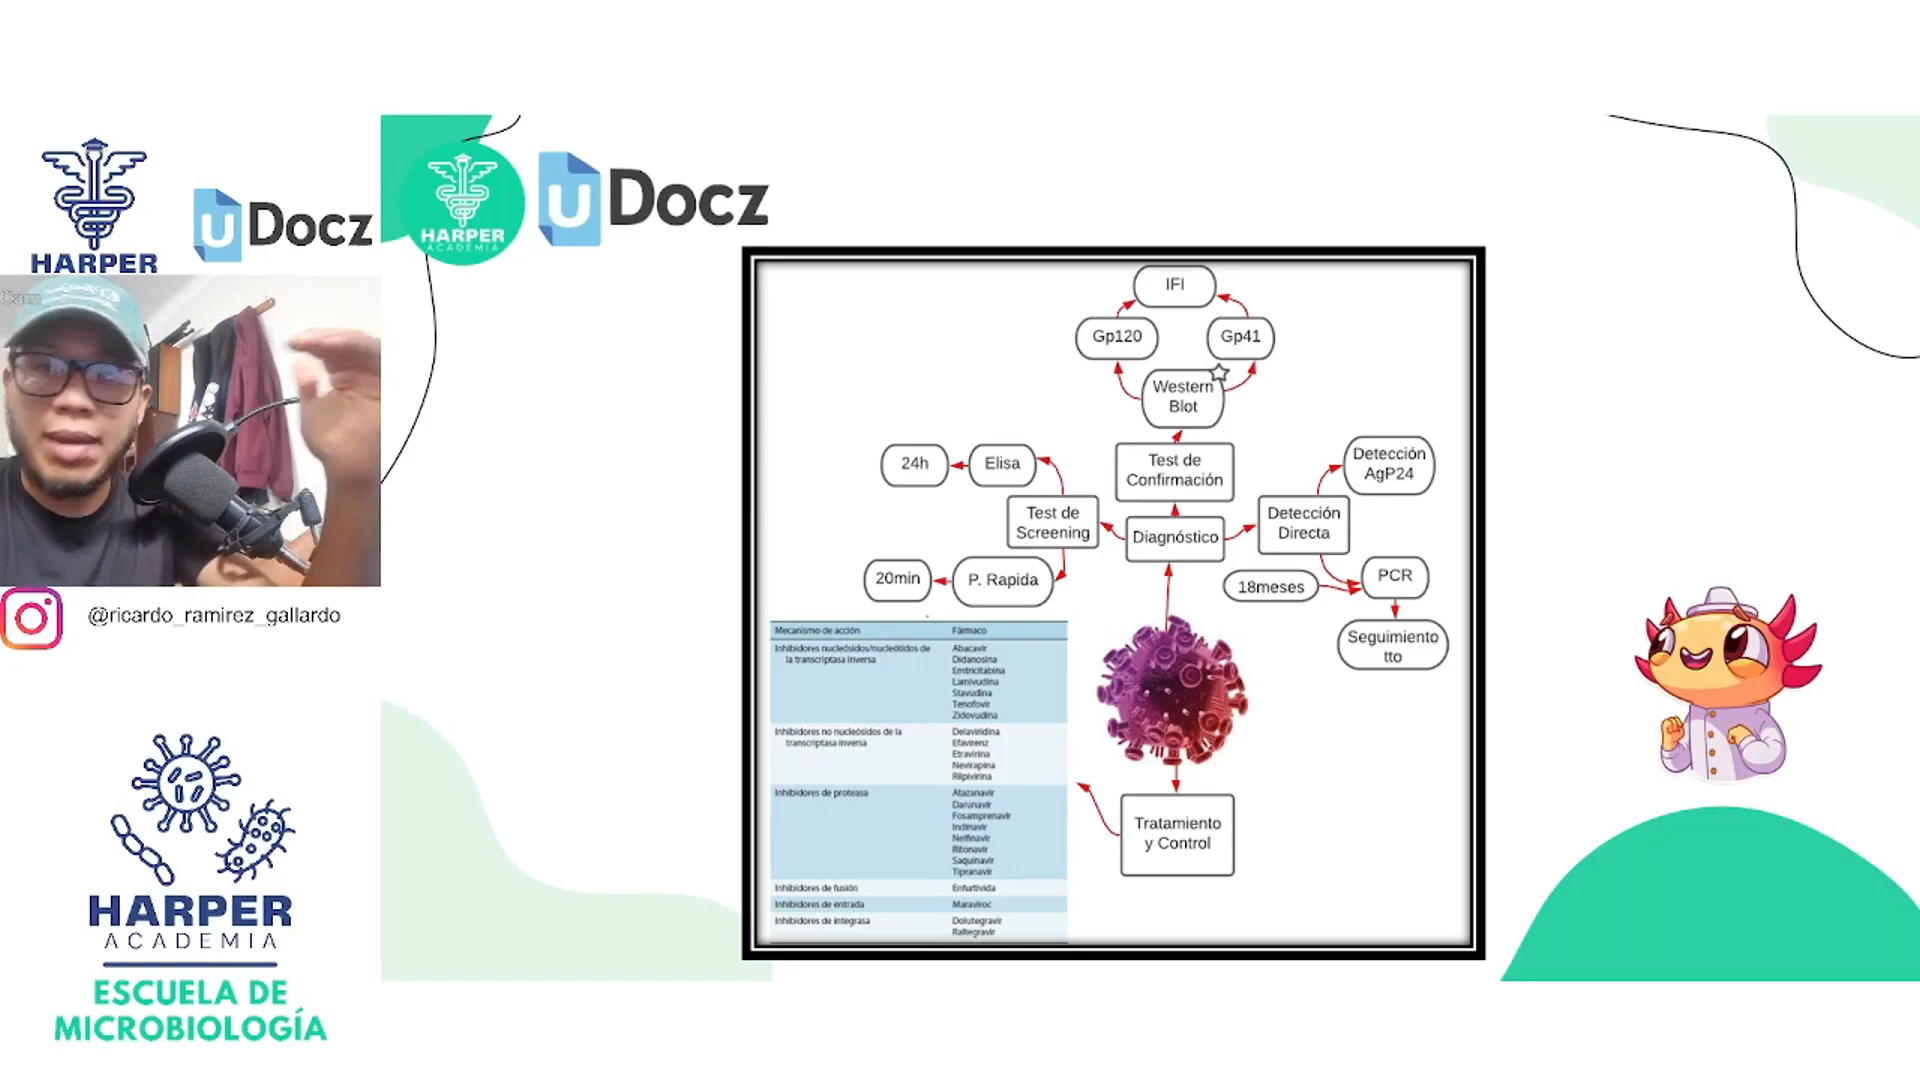 HARPER
U Docz
Cam
@ricardo_ramirez_gallardo
HARPER
ACADEMIA
ESCUELA DE
MICROBIOLOGÍA
HARPER
ACADEMIA
U Docz
IFI
Gp120
Gp41
Western
Blot
Test de
Confirmación
24h
Elisa
Test de
Screening
Diagnóstico
Detección
Directa
Detección
AgP24
20min
P. Rapida
18meses
PCR
Seguimiento
tto
Mecanismo de acción Fármaco
Inhibidores nucleósidos/nucleótidos de
la transcriptasa inversa
Abacavir
Didanosina
Emtricitabina
Lamivudina
Stavudina
Tenofovir
Zidovudina
Inhibidores no nucleósidos de la
transcriptasa inversa
Delaviridina
Efavirenz
Etravirina
Nevirapina
Rilpivirina
Inhibidores de proteasa
Atazanavir
Darunavir
Fosamprenavir
Indinavir
Nelfinavir
Ritonavir
Saquinavir
Tipranavir
Inhibidores de fusión Enfurtivida
Inhibidores de entrada Maraviroc
Inhibidores de integrasa Dolutegravir
Raltegravir
Tratamiento
y Control